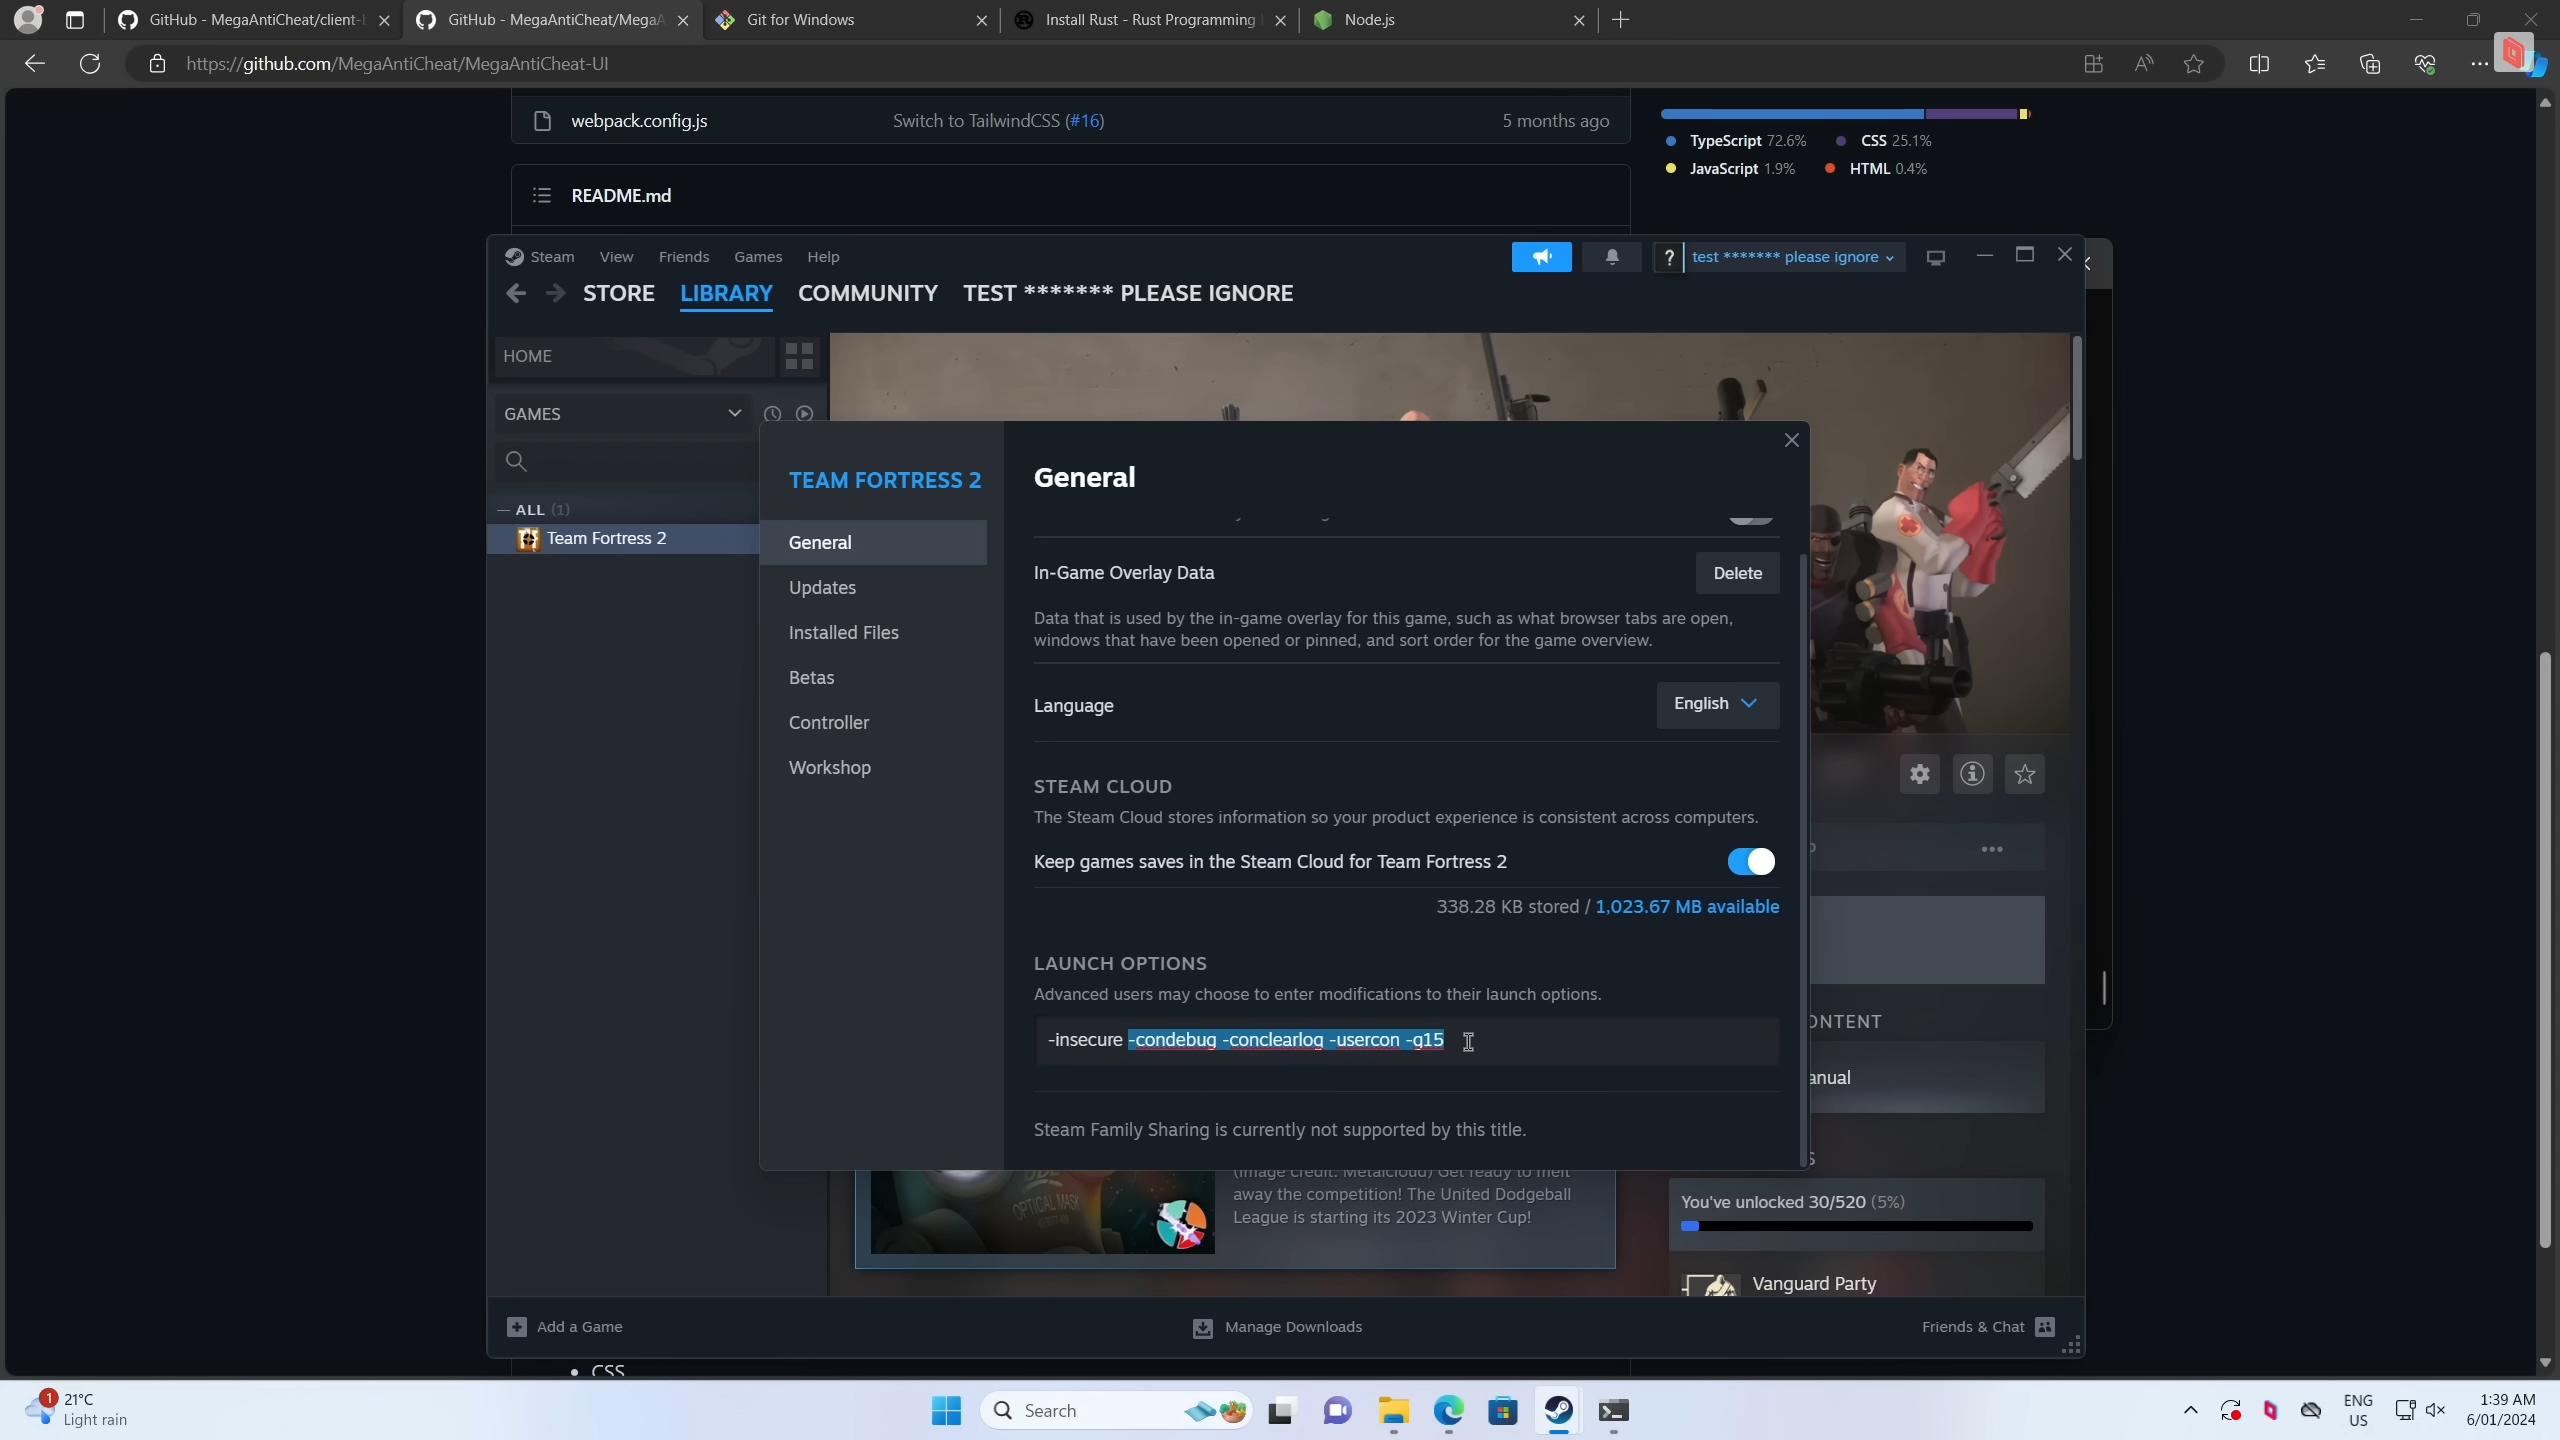 GitHub - MegaAntiCheat/client-b
GitHub - MegaAntiCheat/MegaA
Git for Windows
Install Rust - Rust Programming
Node.js
https://github.com/MegaAntiCheat/MegaAntiCheat-UI
webpack.config.js Switch to TailwindCSS (#16) 5 months ago
TypeScript 72.6% CSS 25.1%
JavaScript 1.9% HTML 0.4%
README.md
Steam View Friends Games Help
test ******* please ignore
STORE LIBRARY COMMUNITY TEST ******* PLEASE IGNORE
HOME
GAMES
ALL (1)
Team Fortress 2
TEAM FORTRESS 2
General
Updates
Installed Files
Betas
Controller
Workshop
General
In-Game Overlay Data
Delete
Data that is used by the in-game overlay for this game, such as what browser tabs are open,
windows that have been opened or pinned, and sort order for the game overview.
Language
English
STEAM CLOUD
The Steam Cloud stores information so your product experience is consistent across computers.
Keep games saves in the Steam Cloud for Team Fortress 2
338.28 KB stored / 1,023.67 MB available
LAUNCH OPTIONS
Advanced users may choose to enter modifications to their launch options.
-insecure -condebug -conclearlog -usercon -g15
Steam Family Sharing is currently not supported by this title.
ONTENT
anual
S
OPTICAL MASK
(image credit: Metalcloud) Get ready to melt
away the competition! The United Dodgeball
League is starting its 2023 Winter Cup!
You've unlocked 30/520 (5%)
Vanguard Party
Add a Game
Manage Downloads
Friends & Chat
CSS
1
21°C
Light rain
Search
ENG
US
1:39 AM
6/01/2024